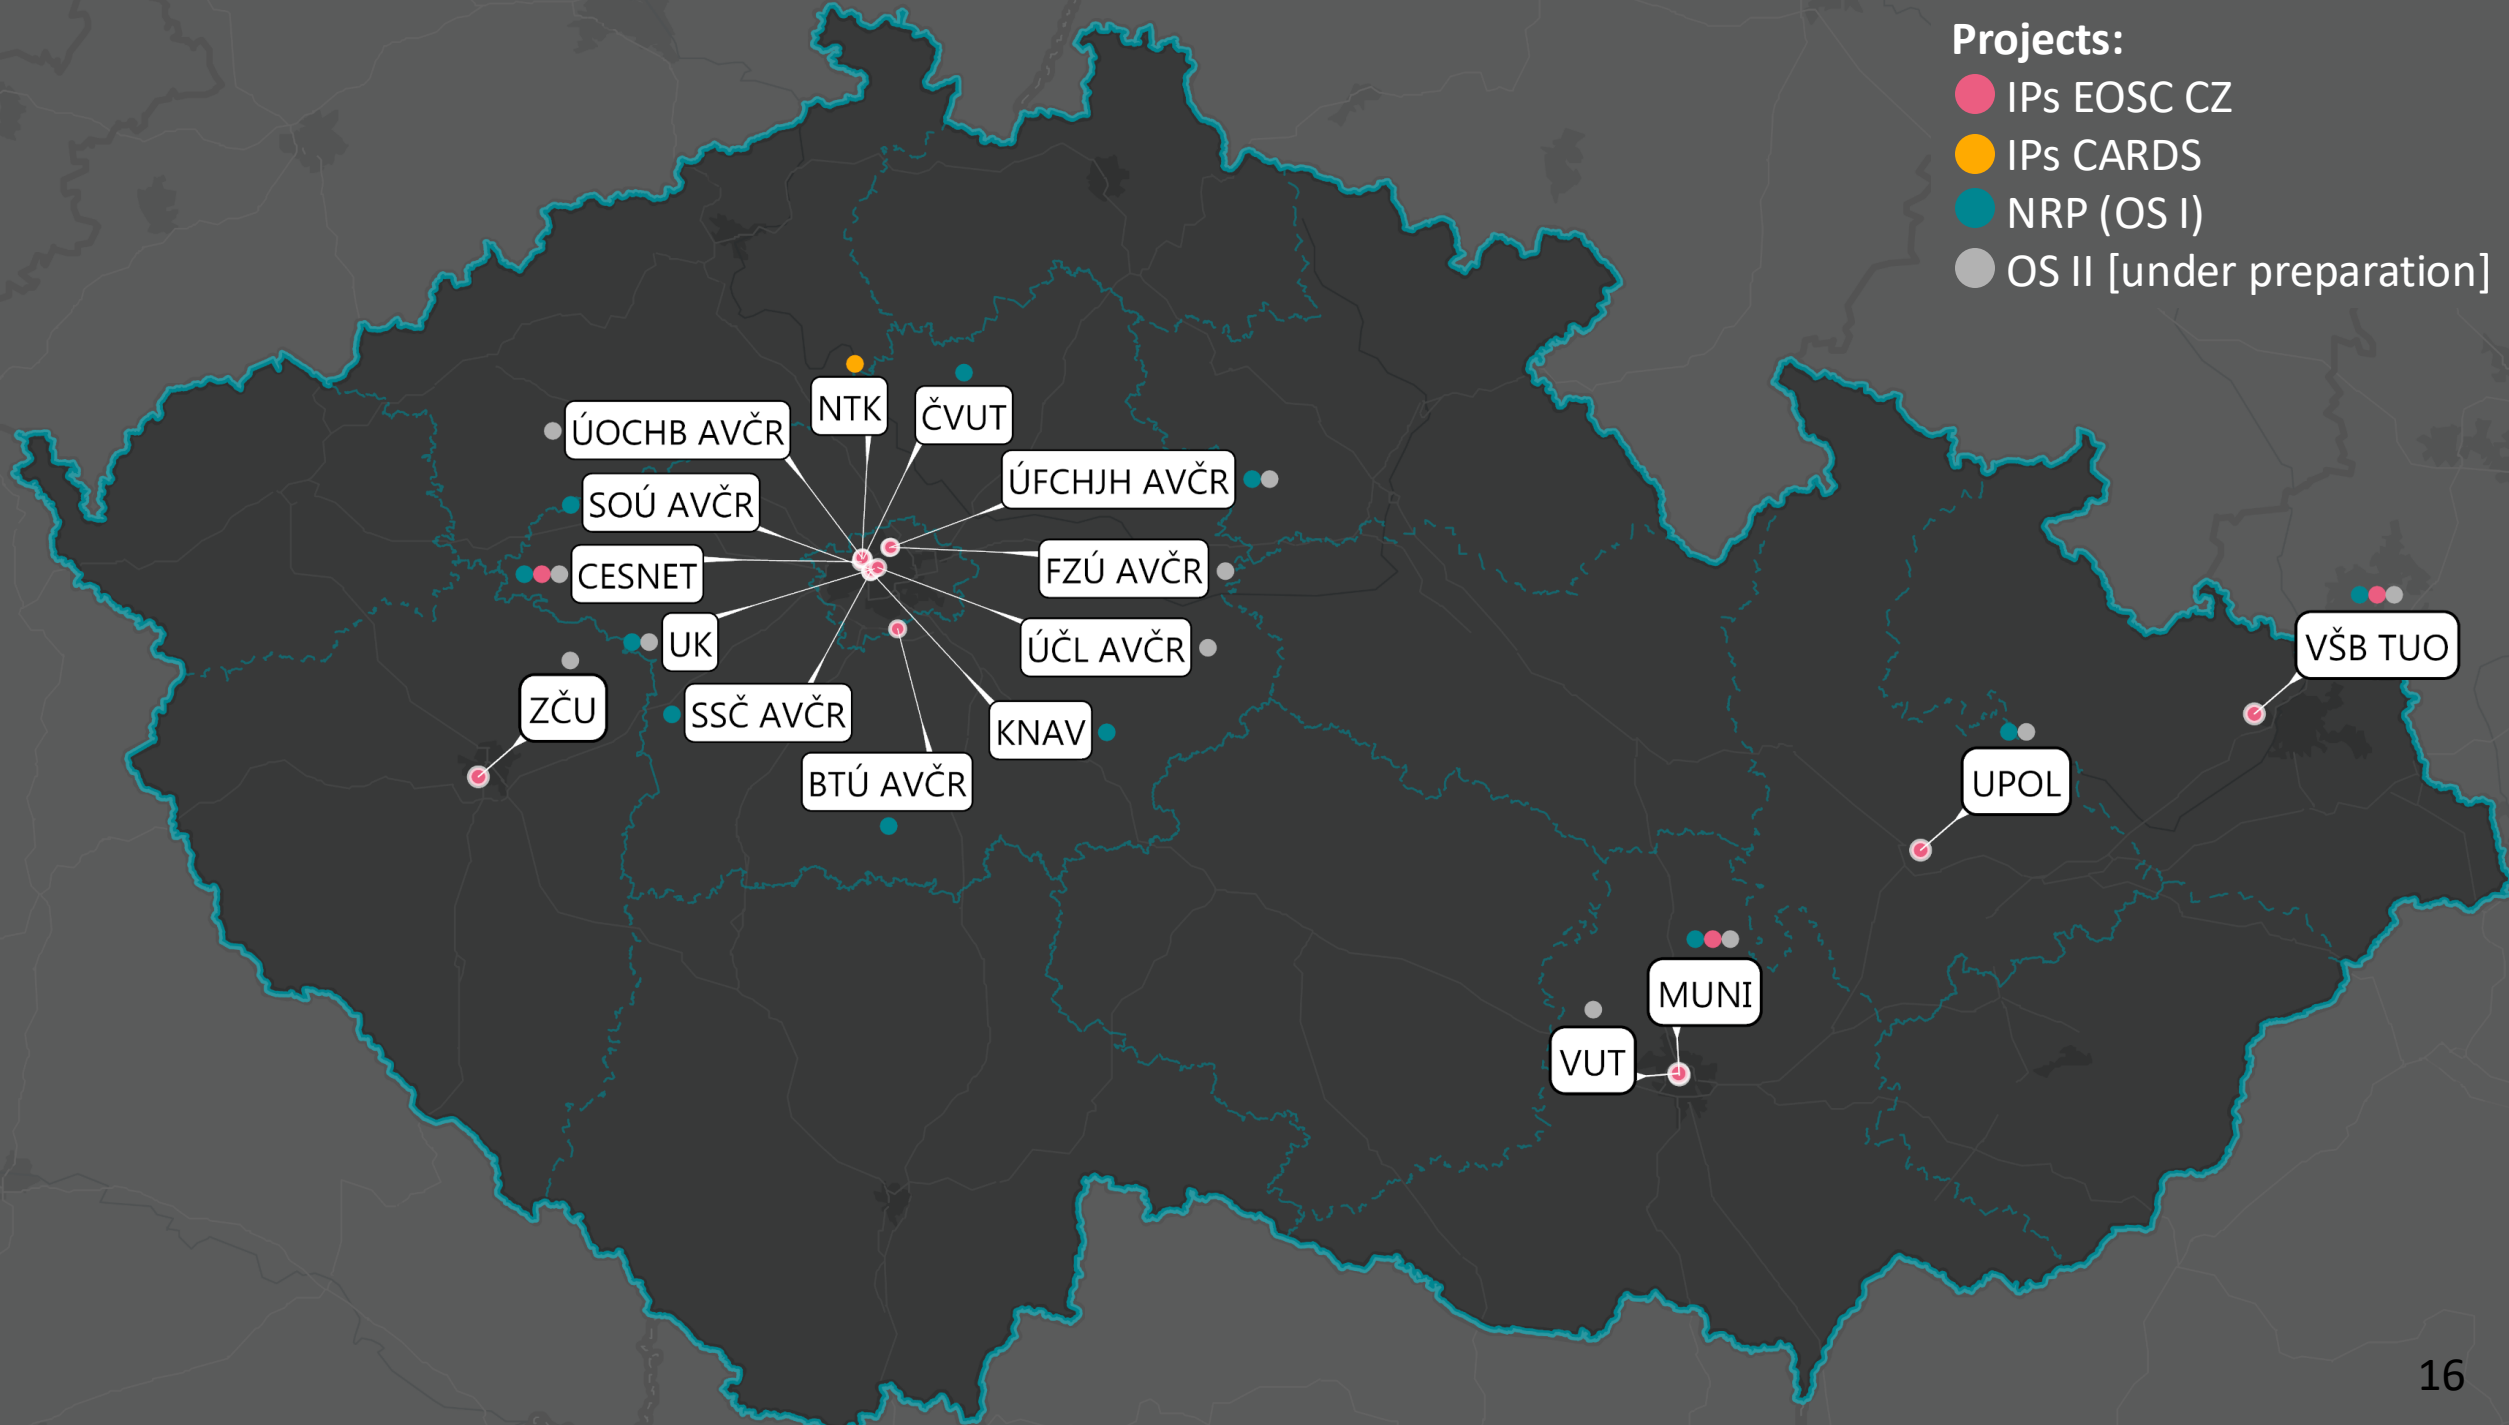 Projects:
IPs EOSC CZ
IPs CARDS
NRP (OS I)
OS II [under preparation]
NTK
ČVUT
ÚOCHB AVČR
ÚFCHJH AVČR
SOÚ AVČR
FZÚ AVČR
CESNET
UK
ÚČL AVČR
VŠB TUO
ZČU
SSČ AVČR
KNAV
BTÚ AVČR
UPOL
MUNI
VUT
16